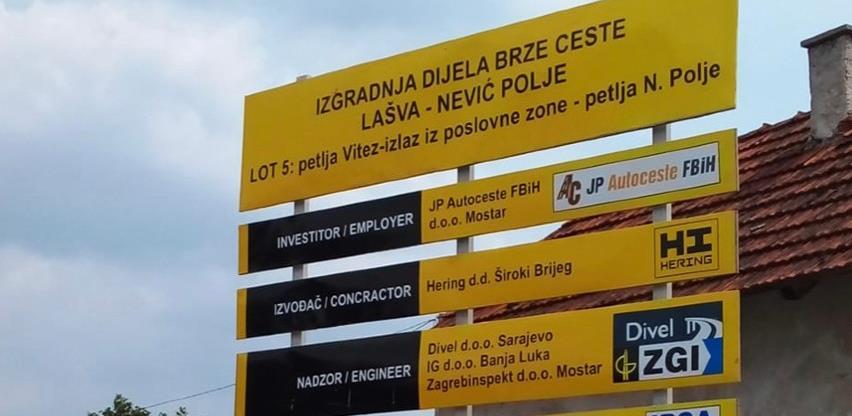 IZGRADNJA DIJELA BRZE CESTE
LAŠVA - NEVIĆ POLJE
LOT 5: petlja Vitez-izlaz iz poslovne zone - petlja N. Polje
INVESTITOR / EMPLOYER
JP Autoceste FBiH
d.o.o. Mostar
AC JP Autoceste FBiH
IZVOĐAČ / CONCRACTOR
Hering d.d. Široki Brijeg
HI
HERING
NADZOR / ENGINEER
Divel d.o.o. Sarajevo
IG d.o.o. Banja Luka
Zagrebinspekt d.o.o. Mostar
Divel
ZGI